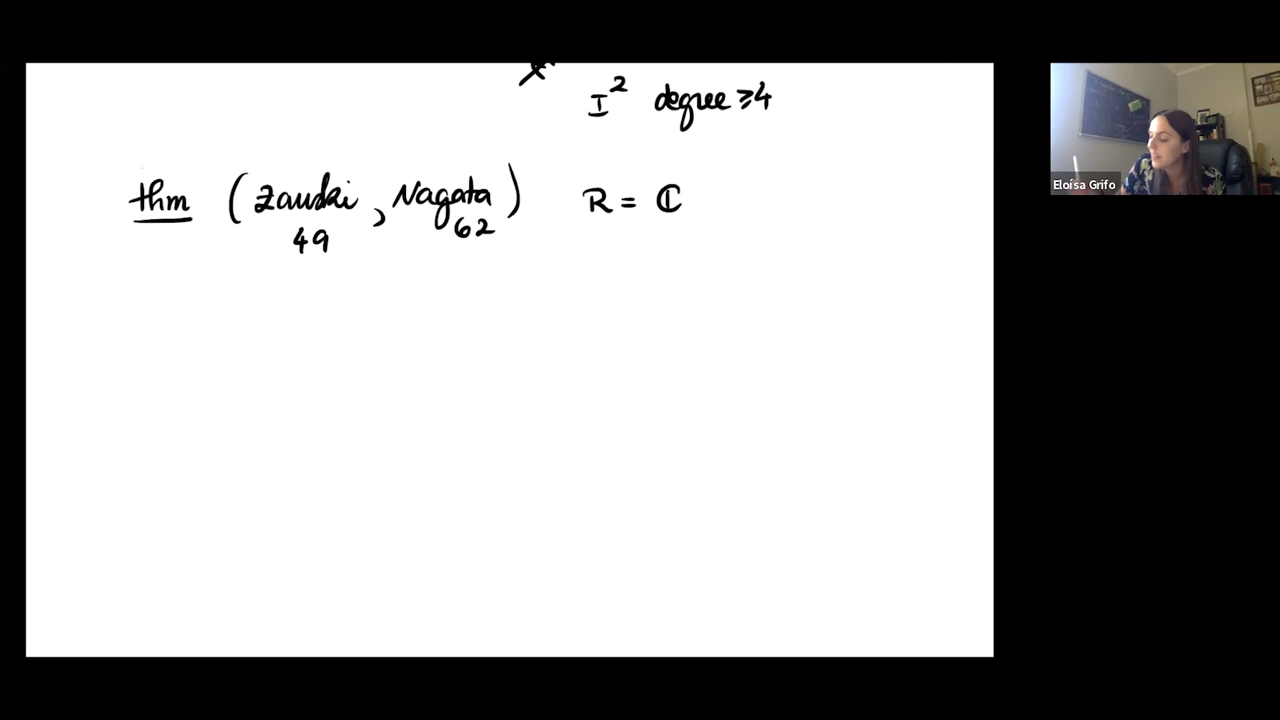 I² degree ≥4
thm (Zariski, Nagata) R = ℂ
49 62
Eloísa Grifo